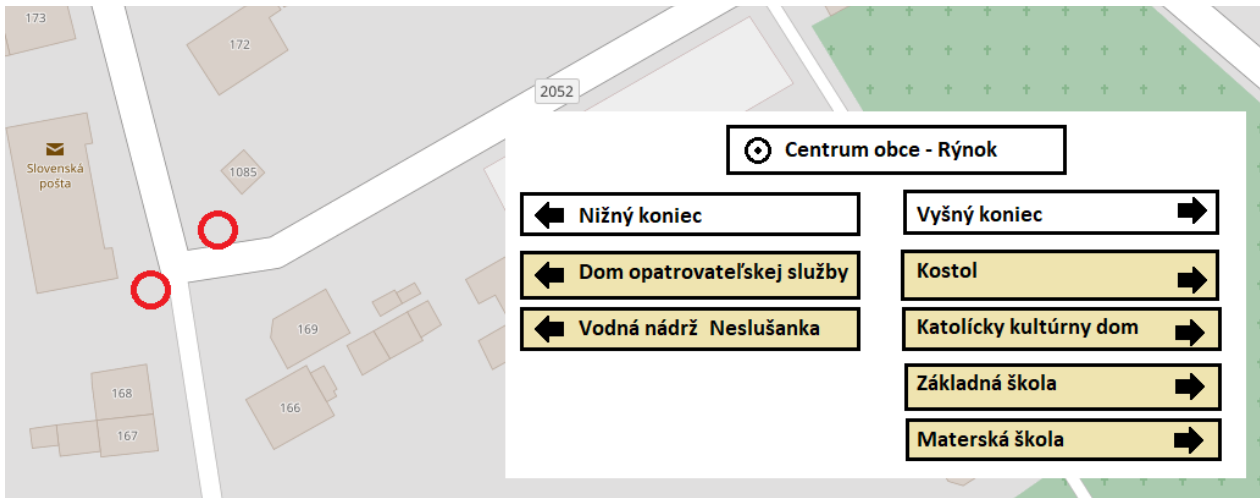 173
172
2052
Slovenská
pošta
1085
169
168
166
167
Centrum obce - Rýnok
Nižný koniec
Dom opatrovateľskej služby
Vodná nádrž Neslušanka
Vyšný koniec
Kostol
Katolícky kultúrny dom
Základná škola
Materská škola